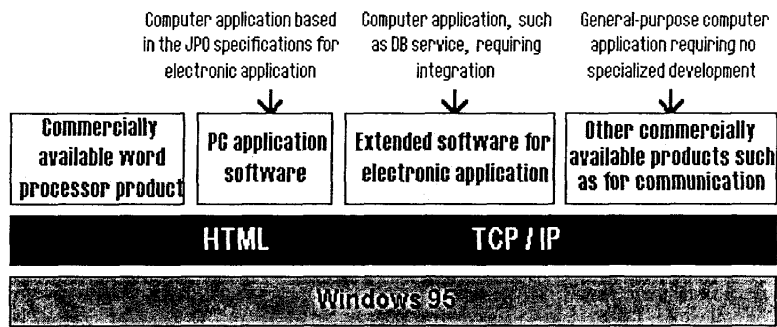 Computer application based
in the JPO specifications for
electronic application
Computer application, such
as DB service, requiring
integration
General-purpose computer
application requiring no
specialized development
Commercially
available word
processor product
PC application
software
Extended software for
electronic application
Other commercially
available products such
as for communication
HTML TCP / IP
Windows 95